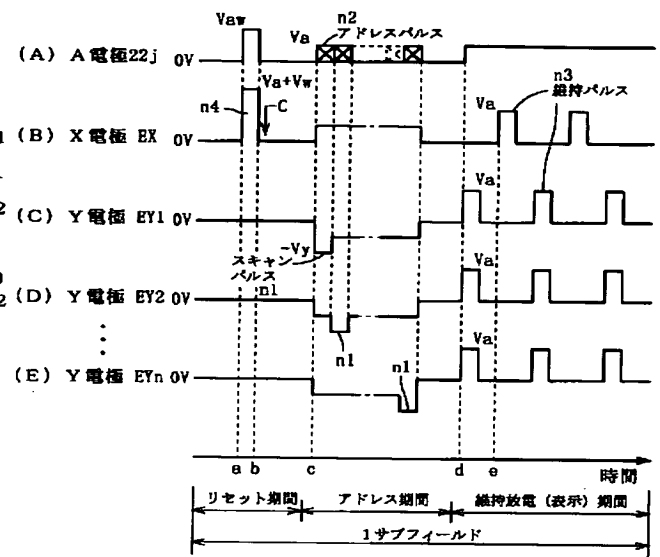 Vaw
n2
Va
アドレスパルス
(A) A電極22j 0V
Va+Vw
n4
C
n3
維持パルス
Va
(B) X電極 EX 0V
Va
(C) Y電極 EY1 0V
-Vy
スキャン
パルス
n1
Va
(D) Y電極 EY2 0V
n1
Va
n1
(E) Y電極 EYn 0V
a b c d e
時間
リセット期間 アドレス期間 維持放電(表示)期間
1サブフィールド